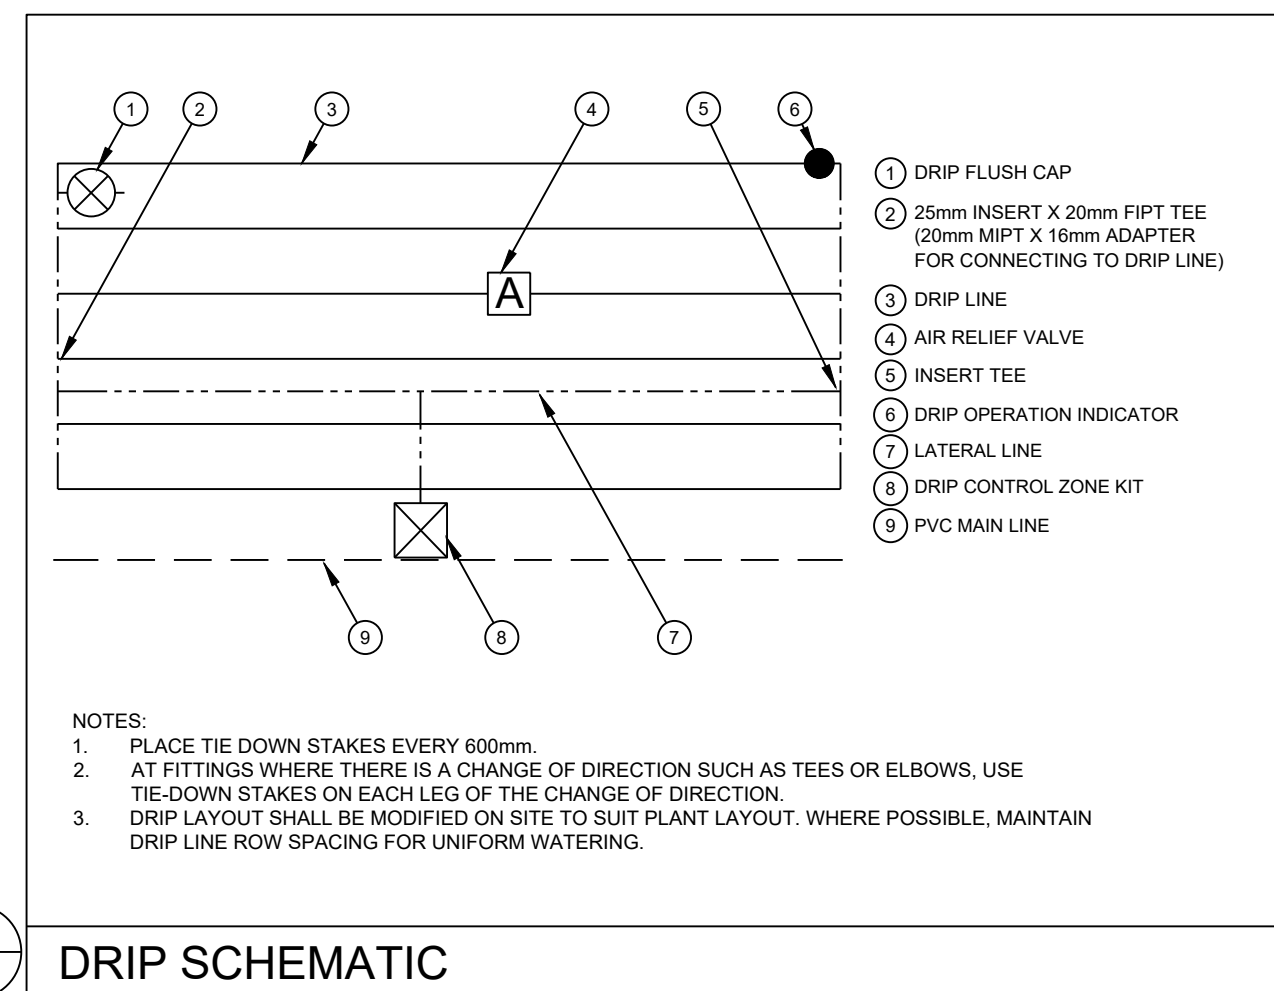 1 2 3 4 5 6
A
9 8 7
1 DRIP FLUSH CAP
2 25mm INSERT X 20mm FIPT TEE
(20mm MIPT X 16mm ADAPTER
FOR CONNECTING TO DRIP LINE)
3 DRIP LINE
4 AIR RELIEF VALVE
5 INSERT TEE
6 DRIP OPERATION INDICATOR
7 LATERAL LINE
8 DRIP CONTROL ZONE KIT
9 PVC MAIN LINE
NOTES:
1. PLACE TIE DOWN STAKES EVERY 600mm.
2. AT FITTINGS WHERE THERE IS A CHANGE OF DIRECTION SUCH AS TEES OR ELBOWS, USE
TIE-DOWN STAKES ON EACH LEG OF THE CHANGE OF DIRECTION.
3. DRIP LAYOUT SHALL BE MODIFIED ON SITE TO SUIT PLANT LAYOUT. WHERE POSSIBLE, MAINTAIN
DRIP LINE ROW SPACING FOR UNIFORM WATERING.
DRIP SCHEMATIC